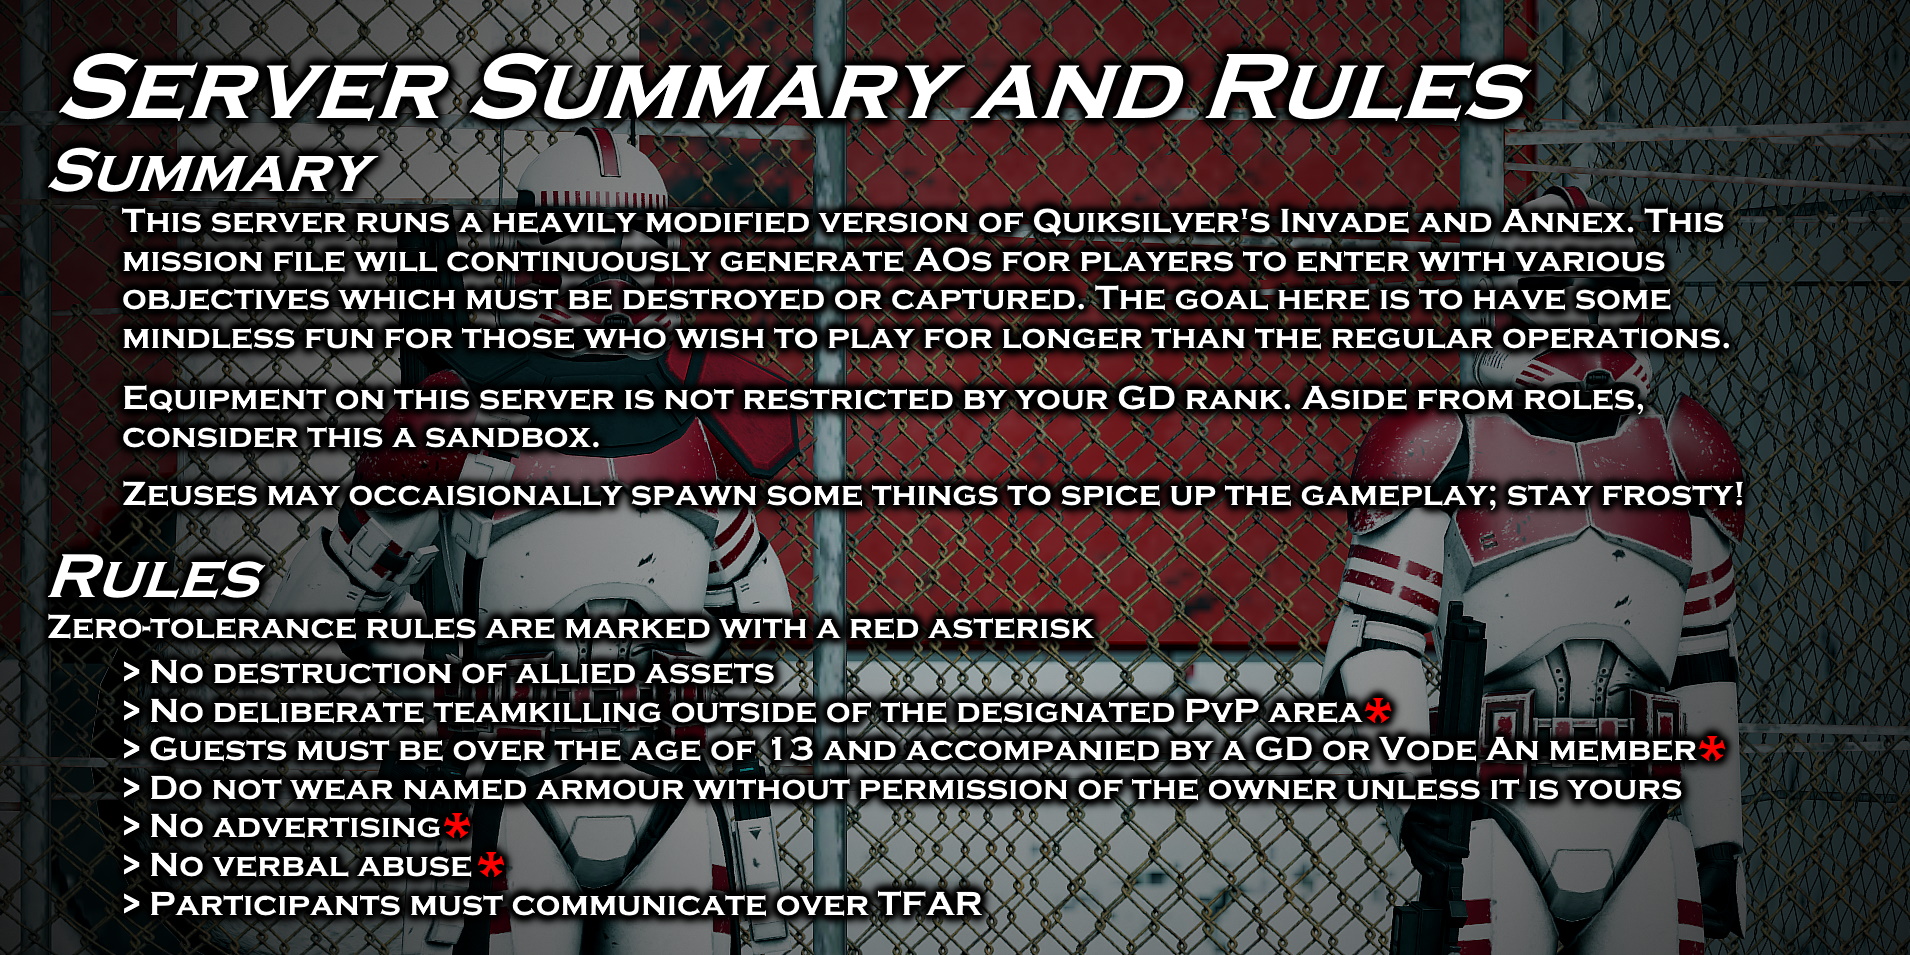 Server Summary and Rules
Summary
This server runs a heavily modified version of Quiksilver's Invade and Annex. This
mission file will continuously generate AOs for players to enter with various
objectives which must be destroyed or captured. The goal here is to have some
mindless fun for those who wish to play for longer than the regular operations.
Equipment on this server is not restricted by your GD rank. Aside from roles,
consider this a sandbox.
Zeuses may occaisionally spawn some things to spice up the gameplay; stay frosty!
Rules
Zero-tolerance rules are marked with a red asterisk
> No destruction of allied assets
> No deliberate teamkilling outside of the designated PvP area*
> Guests must be over the age of 13 and accompanied by a GD or Vode An member*
> Do not wear named armour without permission of the owner unless it is yours
> No advertising*
> No verbal abuse*
> Participants must communicate over TFAR